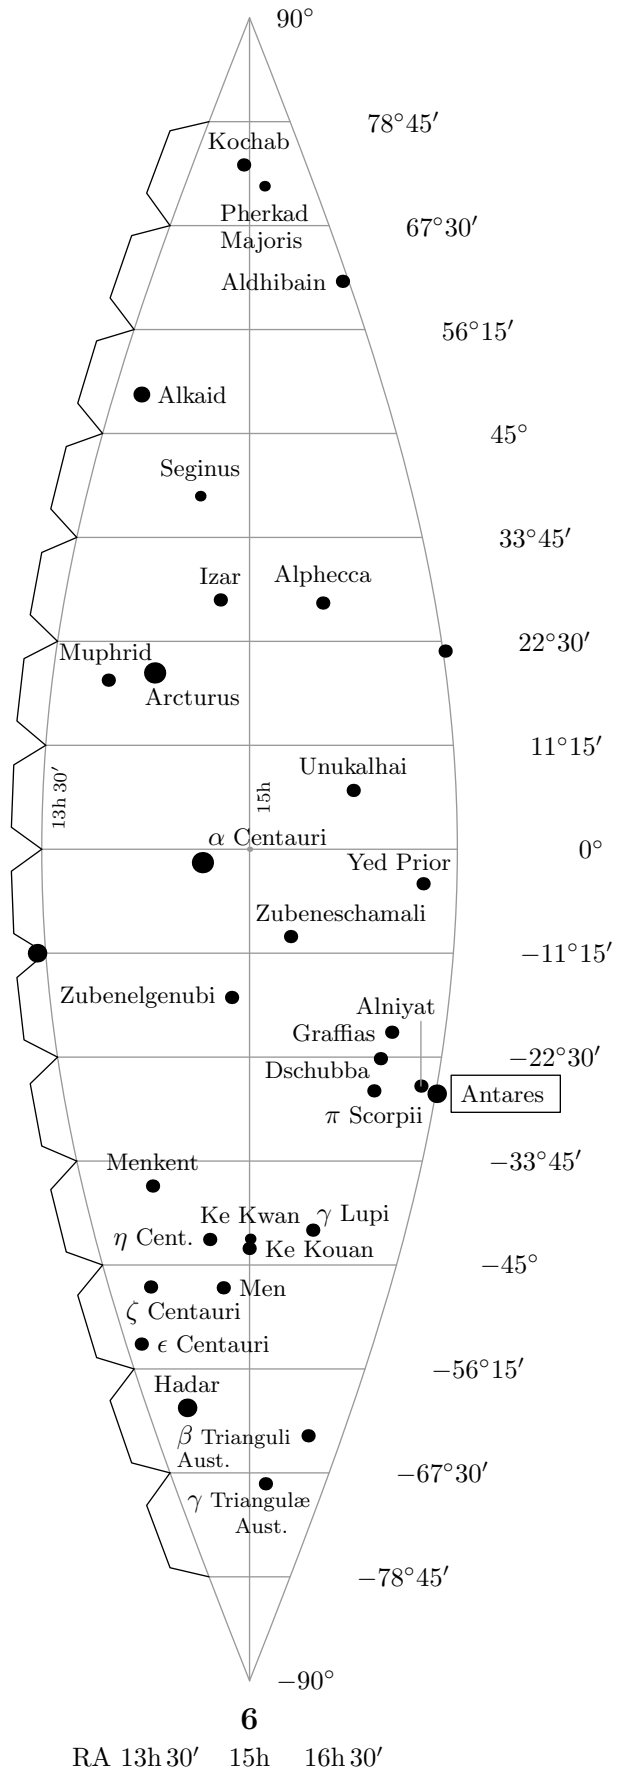 90°
78°45′
Kochab
Pherkad
Majoris
67°30′
Aldhibain
56°15′
Alkaid
45°
Seginus
33°45′
Izar
Alphecca
22°30′
Muphrid
Arcturus
11°15′
Unukalhai
13h 30′
15h
α Centauri
0°
Yed Prior
Zubeneschamali
−11°15′
Zubenelgenubi
Alniyat
Graffias
−22°30′
Dschubba
Antares
π Scorpii
Menkent
−33°45′
Ke Kwan
γ Lupi
η Cent.
Ke Kouan
−45°
Men
ζ Centauri
ϵ Centauri
−56°15′
Hadar
β Trianguli
Aust.
−67°30′
γ Triangulæ
Aust.
−78°45′
−90°
6
RA 13h 30′ 15h 16h 30′